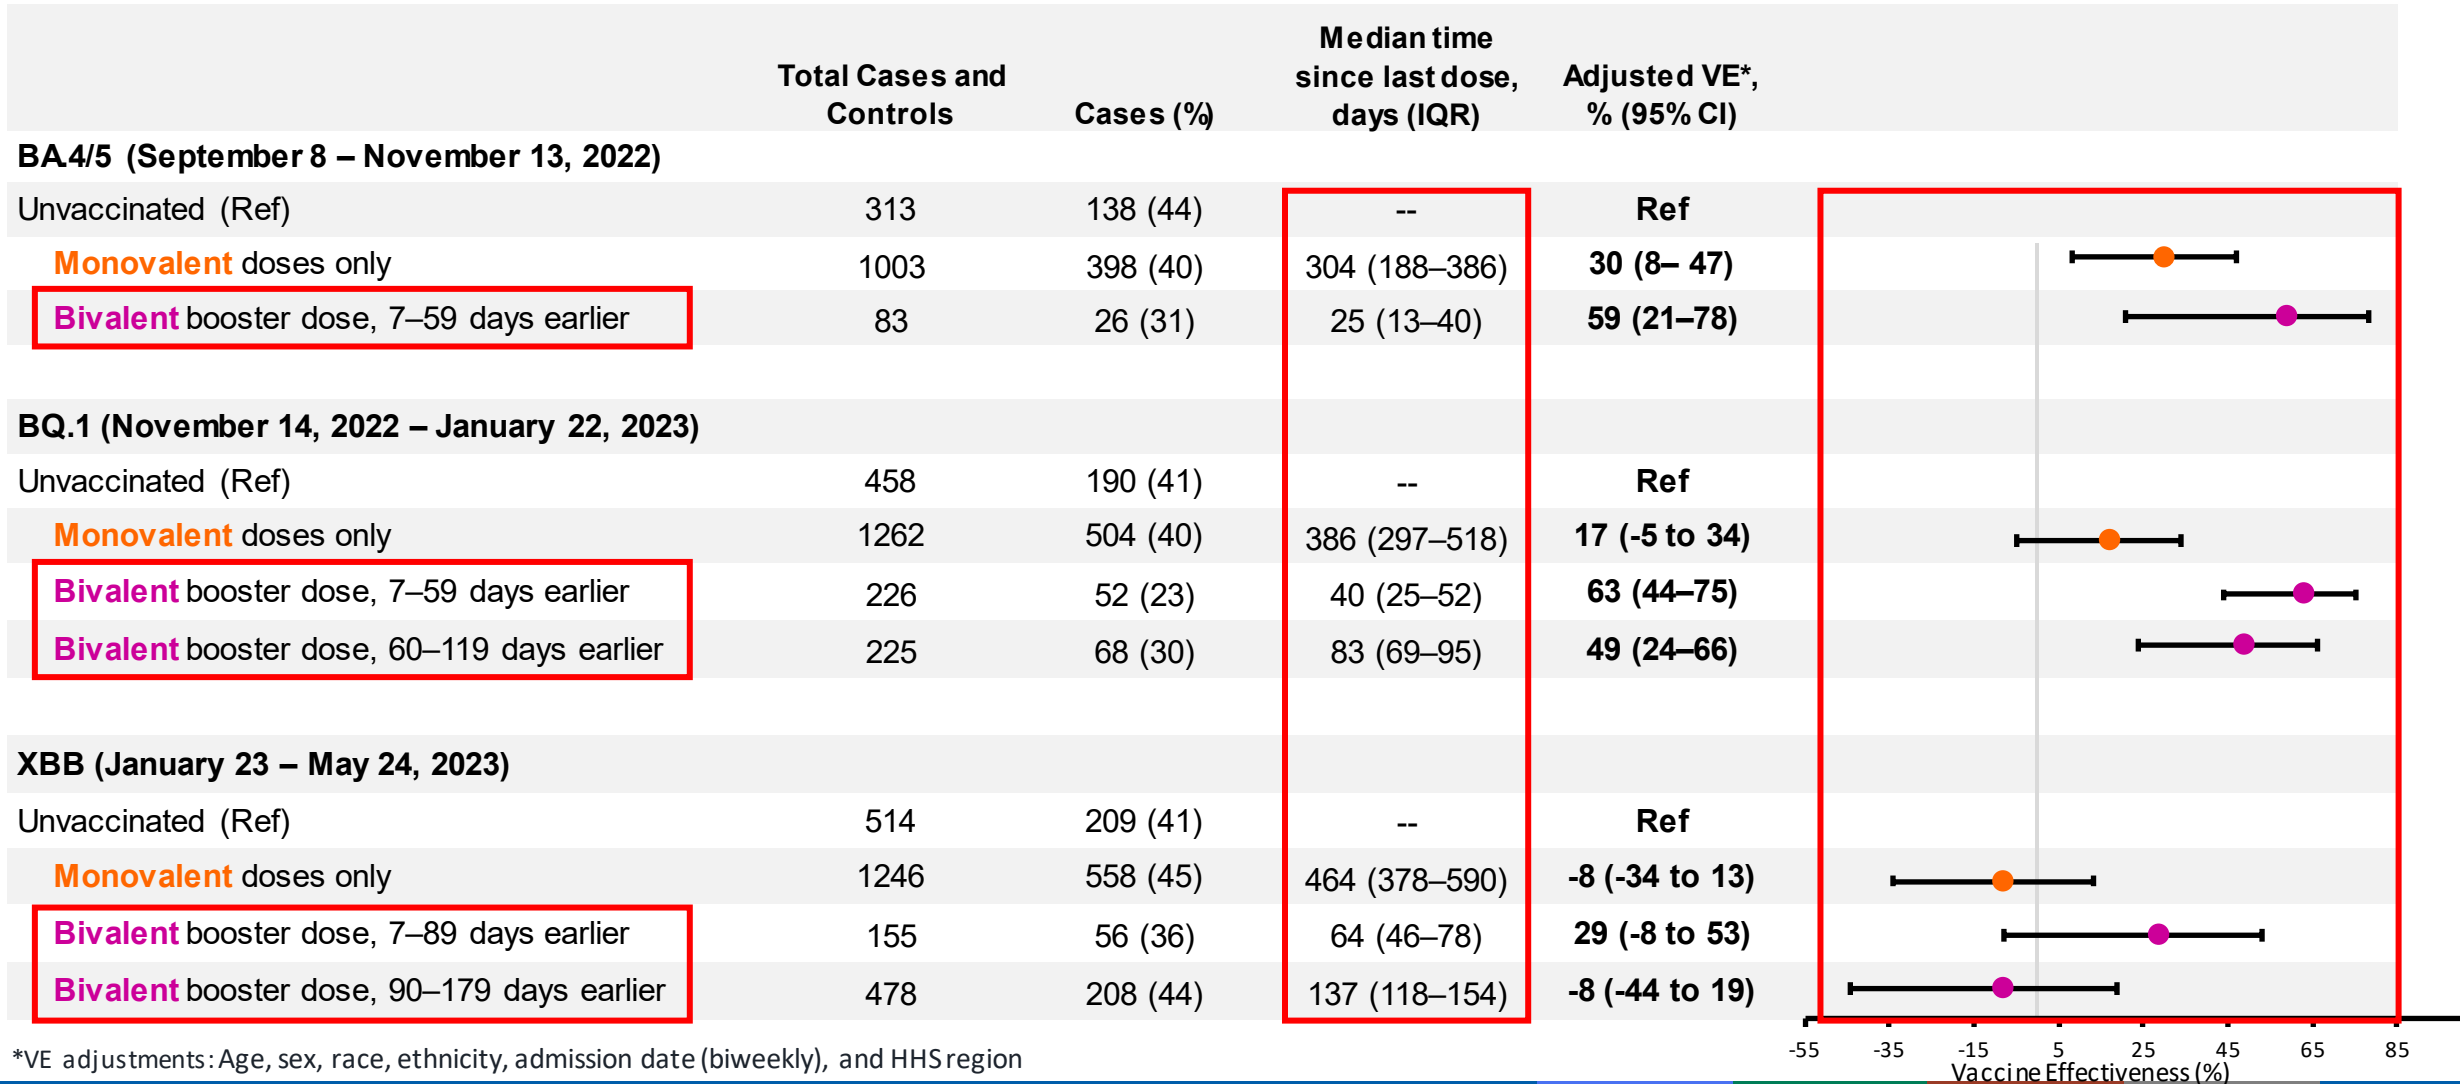 Total Cases and Controls Cases (%) Median time since last dose, days (IQR) Adjusted VE*, % (95% CI)
BA.4/5 (September 8 – November 13, 2022)
Unvaccinated (Ref) 313 138 (44) -- Ref
Monovalent doses only 1003 398 (40) 304 (188–386) 30 (8– 47)
Bivalent booster dose, 7–59 days earlier 83 26 (31) 25 (13–40) 59 (21–78)
BQ.1 (November 14, 2022 – January 22, 2023)
Unvaccinated (Ref) 458 190 (41) -- Ref
Monovalent doses only 1262 504 (40) 386 (297–518) 17 (-5 to 34)
Bivalent booster dose, 7–59 days earlier 226 52 (23) 40 (25–52) 63 (44–75)
Bivalent booster dose, 60–119 days earlier 225 68 (30) 83 (69–95) 49 (24–66)
XBB (January 23 – May 24, 2023)
Unvaccinated (Ref) 514 209 (41) -- Ref
Monovalent doses only 1246 558 (45) 464 (378–590) -8 (-34 to 13)
Bivalent booster dose, 7–89 days earlier 155 56 (36) 64 (46–78) 29 (-8 to 53)
Bivalent booster dose, 90–179 days earlier 478 208 (44) 137 (118–154) -8 (-44 to 19)
-55 -35 -15 5 25 45 65 85
Vaccine Effectiveness (%)
*VE adjustments: Age, sex, race, ethnicity, admission date (biweekly), and HHS region